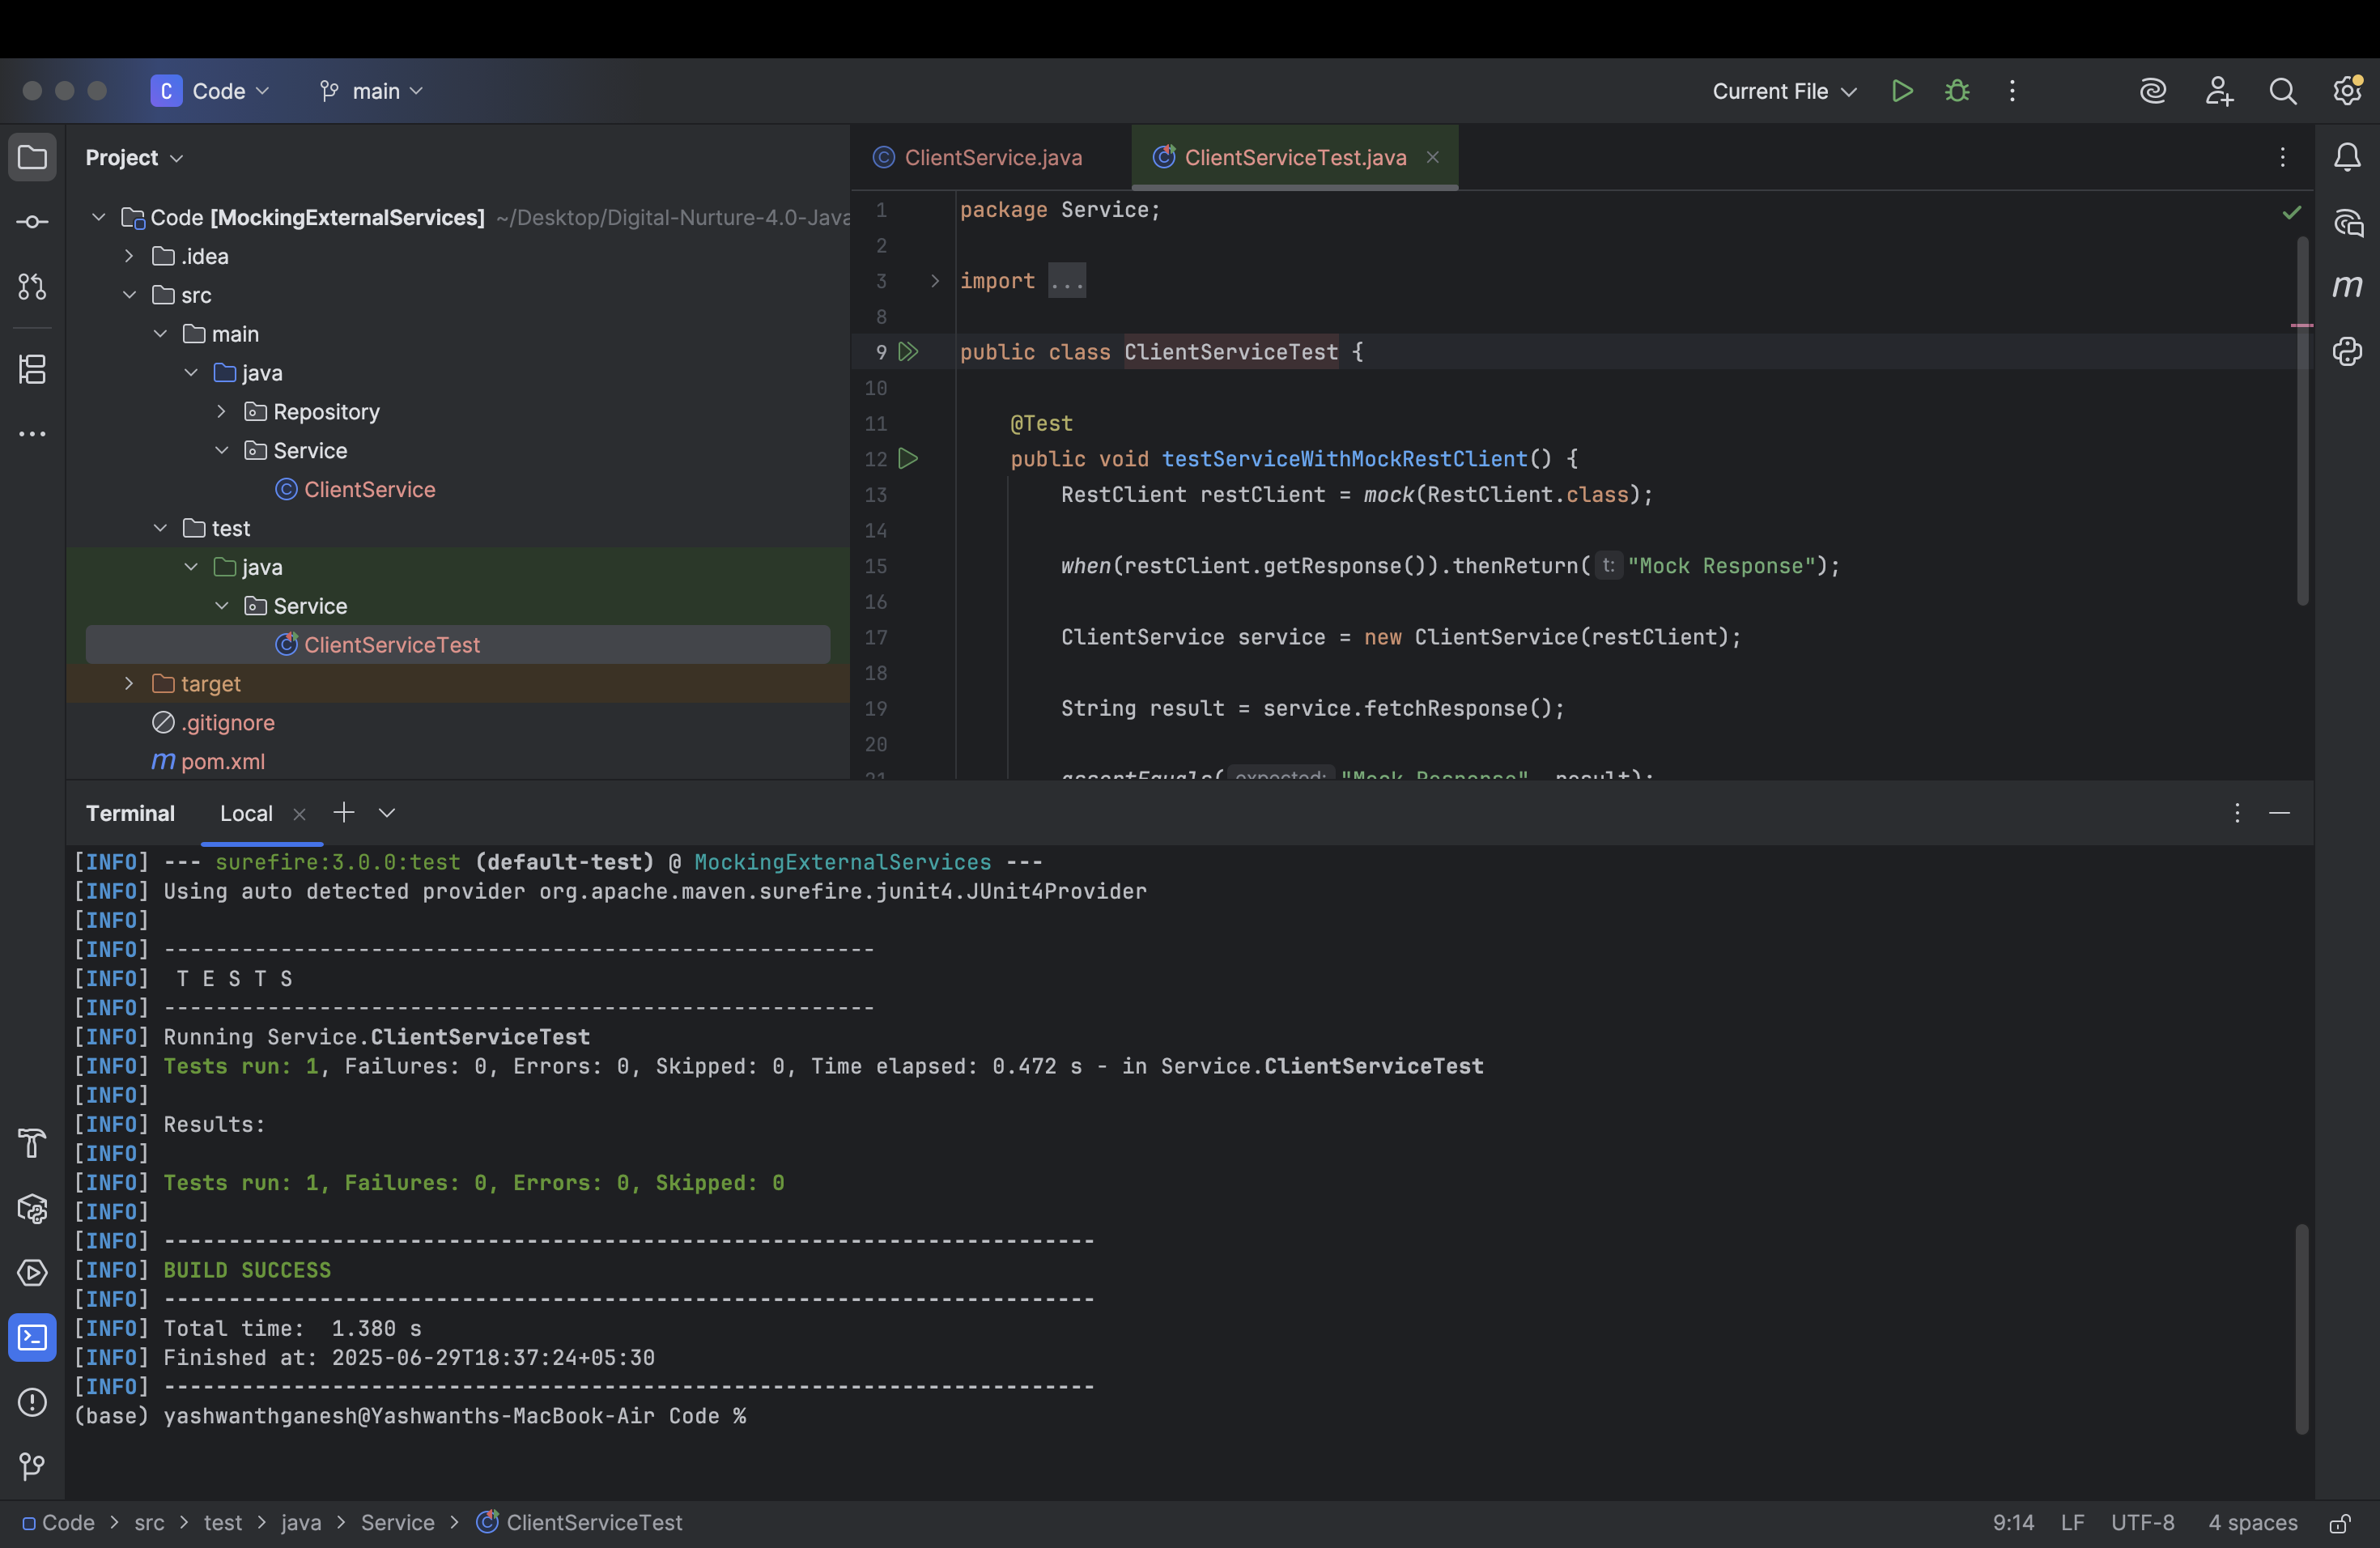 C Code main Current File
Project
Code [MockingExternalServices] ~/Desktop/Digital-Nurture-4.0-Java
.idea
src
main
java
Repository
Service
ClientService
test
java
Service
ClientServiceTest
target
.gitignore
m pom.xml
ClientService.java ClientServiceTest.java
1 package Service;
2
3 import ...
8
9 public class ClientServiceTest {
10
11 @Test
12 public void testServiceWithMockRestClient() {
13 RestClient restClient = mock(RestClient.class);
14
15 when(restClient.getResponse()).thenReturn( t: "Mock Response");
16
17 ClientService service = new ClientService(restClient);
18
19 String result = service.fetchResponse();
20
21 assertEquals( expected: "Mock Response", result);
Terminal Local
[INFO] --- surefire:3.0.0:test (default-test) @ MockingExternalServices ---
[INFO] Using auto detected provider org.apache.maven.surefire.junit4.JUnit4Provider
[INFO]
[INFO] -------------------------------------------------------
[INFO]  T E S T S
[INFO] -------------------------------------------------------
[INFO] Running Service.ClientServiceTest
[INFO] Tests run: 1, Failures: 0, Errors: 0, Skipped: 0, Time elapsed: 0.472 s - in Service.ClientServiceTest
[INFO]
[INFO] Results:
[INFO]
[INFO] Tests run: 1, Failures: 0, Errors: 0, Skipped: 0
[INFO]
[INFO] ------------------------------------------------------------------------
[INFO] BUILD SUCCESS
[INFO] ------------------------------------------------------------------------
[INFO] Total time:  1.380 s
[INFO] Finished at: 2025-06-29T18:37:24+05:30
[INFO] ------------------------------------------------------------------------
(base) yashwanthganesh@Yashwanths-MacBook-Air Code %
Code > src > test > java > Service > ClientServiceTest 9:14 LF UTF-8 4 spaces